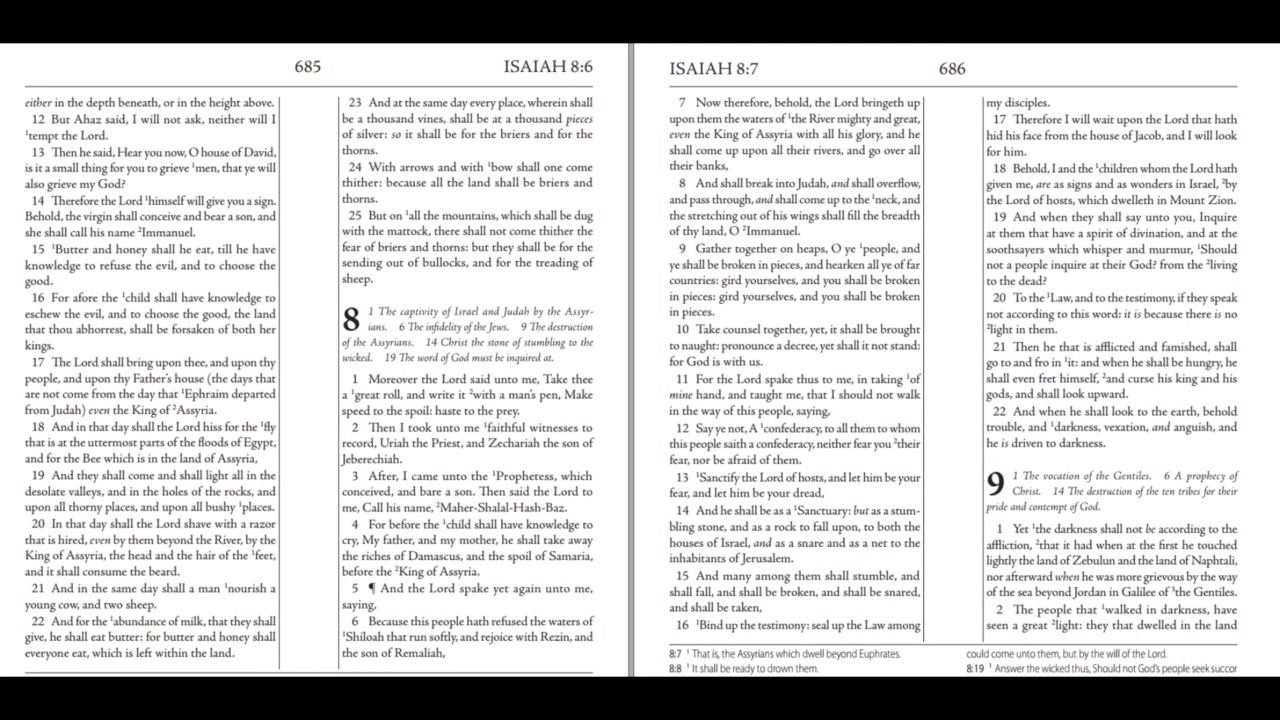 685
ISAIAH 8:6
either in the depth beneath, or in the height above.
12 But Ahaz said, I will not ask, neither will I
¹tempt the Lord.
13 Then he said, Hear you now, O house of David,
is it a small thing for you to grieve ¹men, that ye will
also grieve my God?
14 Therefore the Lord ¹himself will give you a sign.
Behold, the virgin shall conceive and bear a son, and
she shall call his name ²Immanuel.
15 ¹Butter and honey shall he eat, till he have
knowledge to refuse the evil, and to choose the
good.
16 For afore the ¹child shall have knowledge to
eschew the evil, and to choose the good, the land
that thou abhorrest, shall be forsaken of both her
kings.
17 The Lord shall bring upon thee, and upon thy
people, and upon thy Father's house (the days that
are not come from the day that ¹Ephraim departed
from Judah) even the King of ²Assyria.
18 And in that day shall the Lord hiss for the ¹fly
that is at the uttermost parts of the floods of Egypt,
and for the Bee which is in the land of Assyria,
19 And they shall come and shall light all in the
desolate valleys, and in the holes of the rocks, and
upon all thorny places, and upon all bushy ¹places.
20 In that day shall the Lord shave with a razor
that is hired, even by them beyond the River, by the
King of Assyria, the head and the hair of the ¹feet,
and it shall consume the beard.
21 And in the same day shall a man ¹nourish a
young cow, and two sheep.
22 And for the ¹abundance of milk, that they shall
give, he shall eat butter: for butter and honey shall
everyone eat, which is left within the land.
23 And at the same day every place, wherein shall
be a thousand vines, shall be at a thousand pieces
of silver: so it shall be for the briers and for the
thorns.
24 With arrows and with ¹bow shall one come
thither: because all the land shall be briers and
thorns.
25 But on ¹all the mountains, which shall be dug
with the mattock, there shall not come thither the
fear of briers and thorns: but they shall be for the
sending out of bullocks, and for the treading of
sheep.
8 1 The captivity of Israel and Judah by the Assyr-
ians. 6 The infidelity of the Jews. 9 The destruction
of the Assyrians. 14 Christ the stone of stumbling to the
wicked. 19 The word of God must be inquired at.
1 Moreover the Lord said unto me, Take thee
a ¹great roll, and write it ²with a man's pen, Make
speed to the spoil: haste to the prey.
2 Then I took unto me ¹faithful witnesses to
record, Uriah the Priest, and Zechariah the son of
Jeberechiah.
3 After, I came unto the ¹Prophetess, which
conceived, and bare a son. Then said the Lord to
me, Call his name, ²Maher-Shalal-Hash-Baz.
4 For before the ¹child shall have knowledge to
cry, My father, and my mother, he shall take away
the riches of Damascus, and the spoil of Samaria,
before the ²King of Assyria.
5 ¶ And the Lord spake yet again unto me,
saying,
6 Because this people hath refused the waters of
¹Shiloah that run softly, and rejoice with Rezin, and
the son of Remaliah,
ISAIAH 8:7
686
7 Now therefore, behold, the Lord bringeth up
upon them the waters of ¹the River mighty and great,
even the King of Assyria with all his glory, and he
shall come up upon all their rivers, and go over all
their banks,
8 And shall break into Judah, and shall overflow,
and pass through, and shall come up to the ¹neck, and
the stretching out of his wings shall fill the breadth
of thy land, O ²Immanuel.
9 Gather together on heaps, O ye ¹people, and
ye shall be broken in pieces, and hearken all ye of far
countries: gird yourselves, and you shall be broken
in pieces: gird yourselves, and you shall be broken
in pieces.
10 Take counsel together, yet, it shall be brought
to naught: pronounce a decree, yet shall it not stand:
for God is with us.
11 For the Lord spake thus to me, in taking ¹of
mine hand, and taught me, that I should not walk
in the way of this people, saying,
12 Say ye not, A ¹confederacy, to all them to whom
this people saith a confederacy, neither fear you ²their
fear, nor be afraid of them.
13 ¹Sanctify the Lord of hosts, and let him be your
fear, and let him be your dread,
14 And he shall be as a ¹Sanctuary: but as a stum-
bling stone, and as a rock to fall upon, to both the
houses of Israel, and as a snare and as a net to the
inhabitants of Jerusalem.
15 And many among them shall stumble, and
shall fall, and shall be broken, and shall be snared,
and shall be taken,
16 ¹Bind up the testimony: seal up the Law among
my disciples.
17 Therefore I will wait upon the Lord that hath
hid his face from the house of Jacob, and I will look
for him.
18 Behold, I and the ¹children whom the Lord hath
given me, are as signs and as wonders in Israel, ²by
the Lord of hosts, which dwelleth in Mount Zion.
19 And when they shall say unto you, Inquire
at them that have a spirit of divination, and at the
soothsayers which whisper and murmur, ¹Should
not a people inquire at their God? from the ²living
to the dead?
20 To the ¹Law, and to the testimony, if they speak
not according to this word: it is because there is no
²light in them.
21 Then he that is afflicted and famished, shall
go to and fro in ¹it: and when he shall be hungry, he
shall even fret himself, ²and curse his king and his
gods, and shall look upward.
22 And when he shall look to the earth, behold
trouble, and ¹darkness, vexation, and anguish, and
he is driven to darkness.
9 1 The vocation of the Gentiles. 6 A prophecy of
Christ. 14 The destruction of the ten tribes for their
pride and contempt of God.
1 Yet ¹the darkness shall not be according to the
affliction, ²that it had when at the first he touched
lightly the land of Zebulun and the land of Naphtali,
nor afterward when he was more grievous by the way
of the sea beyond Jordan in Galilee of ³the Gentiles.
2 The people that ¹walked in darkness, have
seen a great ²light: they that dwelled in the land
8:7 ¹ That is, the Assyrians which dwell beyond Euphrates.
8:8 ¹ It shall be ready to drown them.
could come unto them, but by the will of the Lord.
8:19 ¹ Answer the wicked thus, Should not God's people seek succor